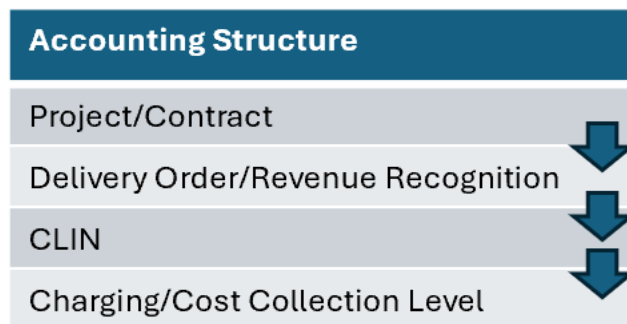 Accounting Structure
Project/Contract
Delivery Order/Revenue Recognition
CLIN
Charging/Cost Collection Level